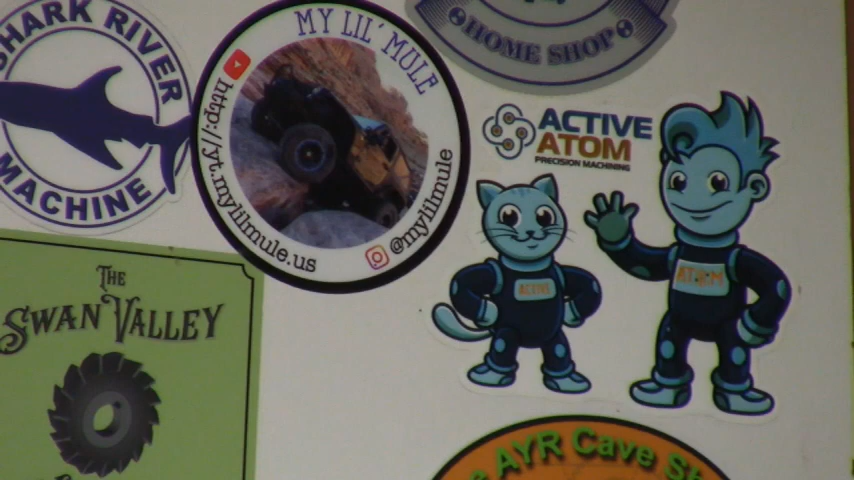 SHARK RIVER
MACHINE
MY LIL' MULE
http://yt.mylilmule.us
@mylilmule
HOME SHOP
ACTIVE
ATOM
PRECISION MACHINING
ACTIVE
ATOM
THE
SWAN VALLEY
AYR Cave